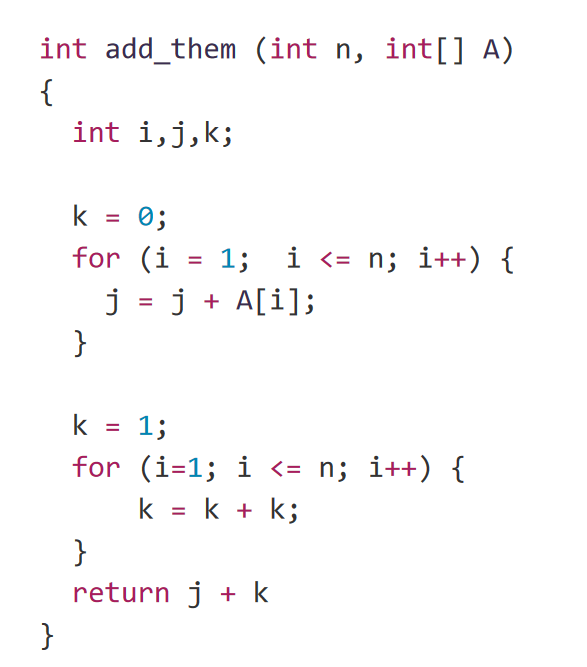 int add_them (int n, int[] A)
{
  int i,j,k;

  k = 0;
  for (i = 1;  i <= n; i++) {
    j = j + A[i];
  }

  k = 1;
  for (i=1; i <= n; i++) {
      k = k + k;
  }
  return j + k
}